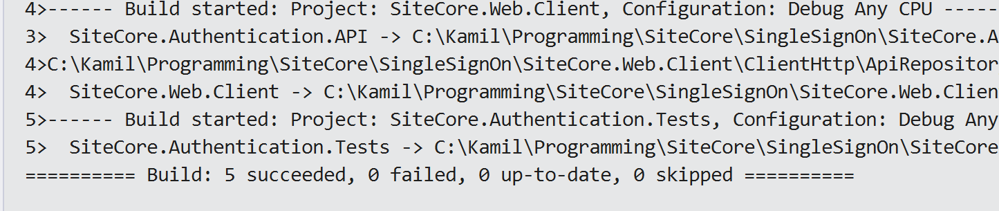 4>------ Build started: Project: SiteCore.Web.Client, Configuration: Debug Any CPU -----
3>  SiteCore.Authentication.API -> C:\Kamil\Programming\SiteCore\SingleSignOn\SiteCore.A
4>C:\Kamil\Programming\SiteCore\SingleSignOn\SiteCore.Web.Client\ClientHttp\ApiRepositor
4>  SiteCore.Web.Client -> C:\Kamil\Programming\SiteCore\SingleSignOn\SiteCore.Web.Clien
5>------ Build started: Project: SiteCore.Authentication.Tests, Configuration: Debug Any
5>  SiteCore.Authentication.Tests -> C:\Kamil\Programming\SiteCore\SingleSignOn\SiteCore
========== Build: 5 succeeded, 0 failed, 0 up-to-date, 0 skipped ==========